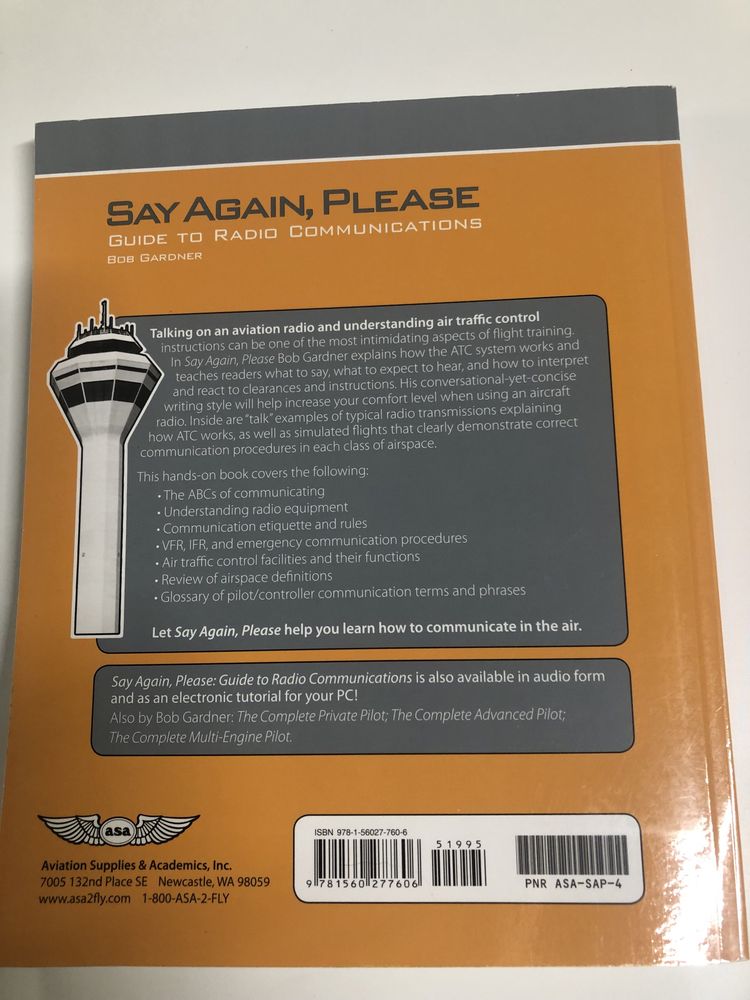 SAY AGAIN, PLEASE
GUIDE TO RADIO COMMUNICATIONS
BOB GARDNER
Talking on an aviation radio and understanding air traffic control
instructions can be one of the most intimidating aspects of flight training.
In Say Again, Please Bob Gardner explains how the ATC system works and
teaches readers what to say, what to expect to hear, and how to interpret
and react to clearances and instructions. His conversational-yet-concise
writing style will help increase your comfort level when using an aircraft
radio. Inside are “talk” examples of typical radio transmissions explaining
how ATC works, as well as simulated flights that clearly demonstrate correct
communication procedures in each class of airspace.
This hands-on book covers the following:
• The ABCs of communicating
• Understanding radio equipment
• Communication etiquette and rules
• VFR, IFR, and emergency communication procedures
• Air traffic control facilities and their functions
• Review of airspace definitions
• Glossary of pilot/controller communication terms and phrases
Let Say Again, Please help you learn how to communicate in the air.
Say Again, Please: Guide to Radio Communications is also available in audio form
and as an electronic tutorial for your PC!
Also by Bob Gardner: The Complete Private Pilot; The Complete Advanced Pilot;
The Complete Multi-Engine Pilot.
asa
Aviation Supplies & Academics, Inc.
7005 132nd Place SE Newcastle, WA 98059
www.asa2fly.com 1-800-ASA-2-FLY
ISBN 978-1-56027-760-6
51995
9 781560 277606
PNR ASA-SAP-4